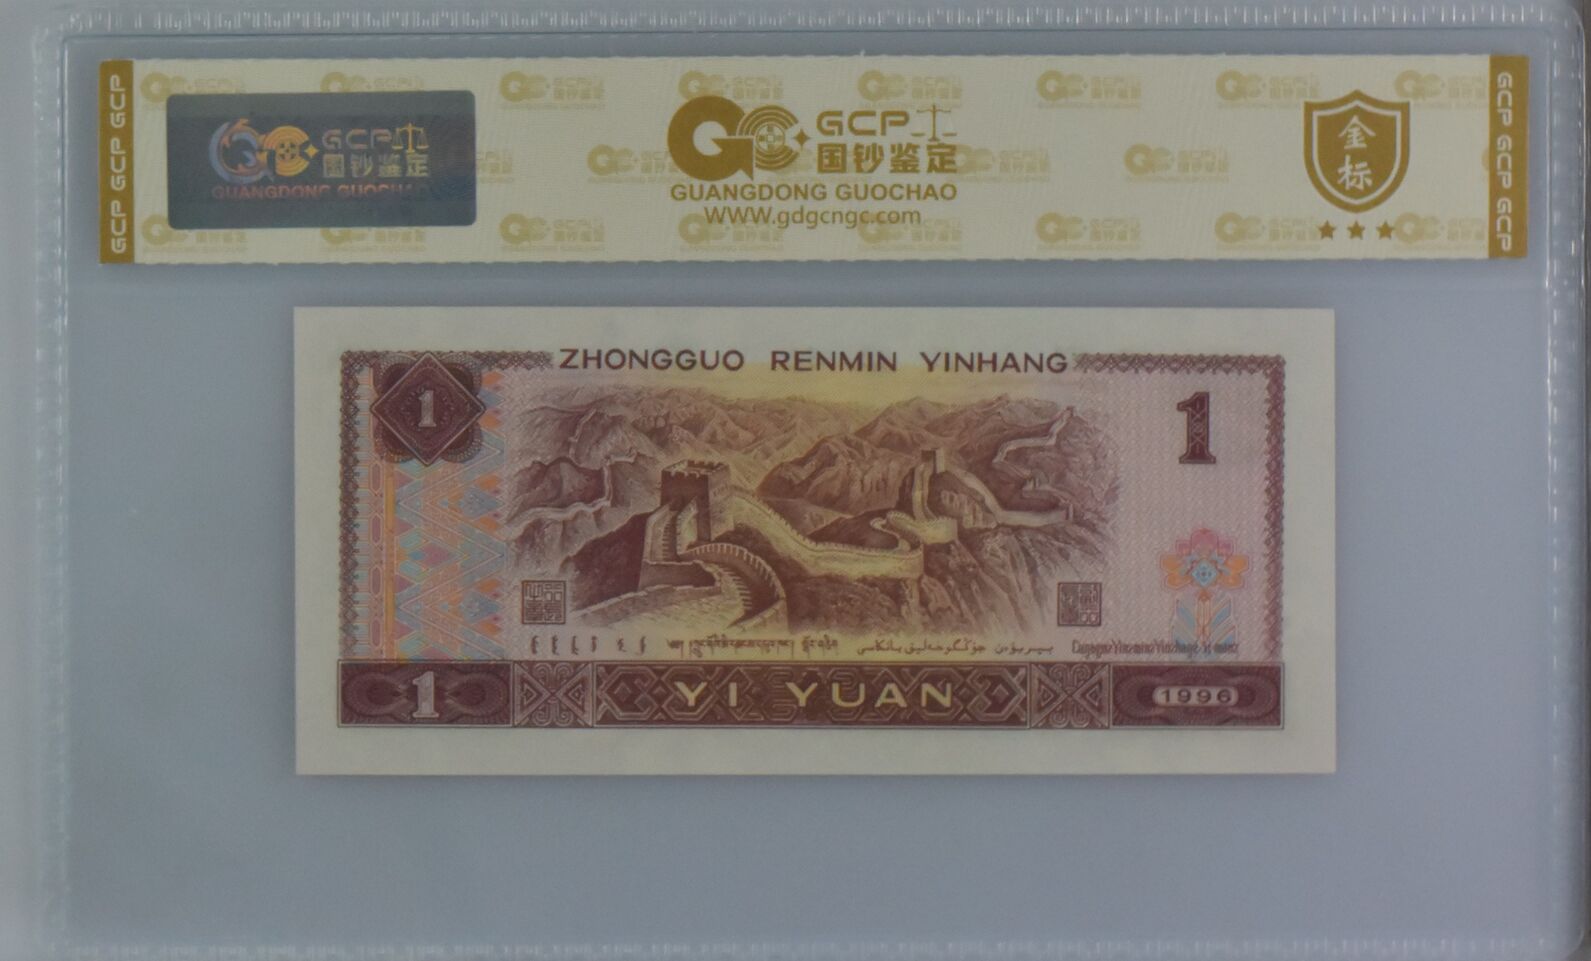 GCP GCP GCP
GCP
国钞鉴定
GUANGDONG GUOCHAO
GCP
国钞鉴定
GUANGDONG GUOCHAO
WWW.gdgcngc.com
金标
GCP GCP GCP
ZHONGGUO RENMIN YINHANG
1
1
1
YI YUAN
1996